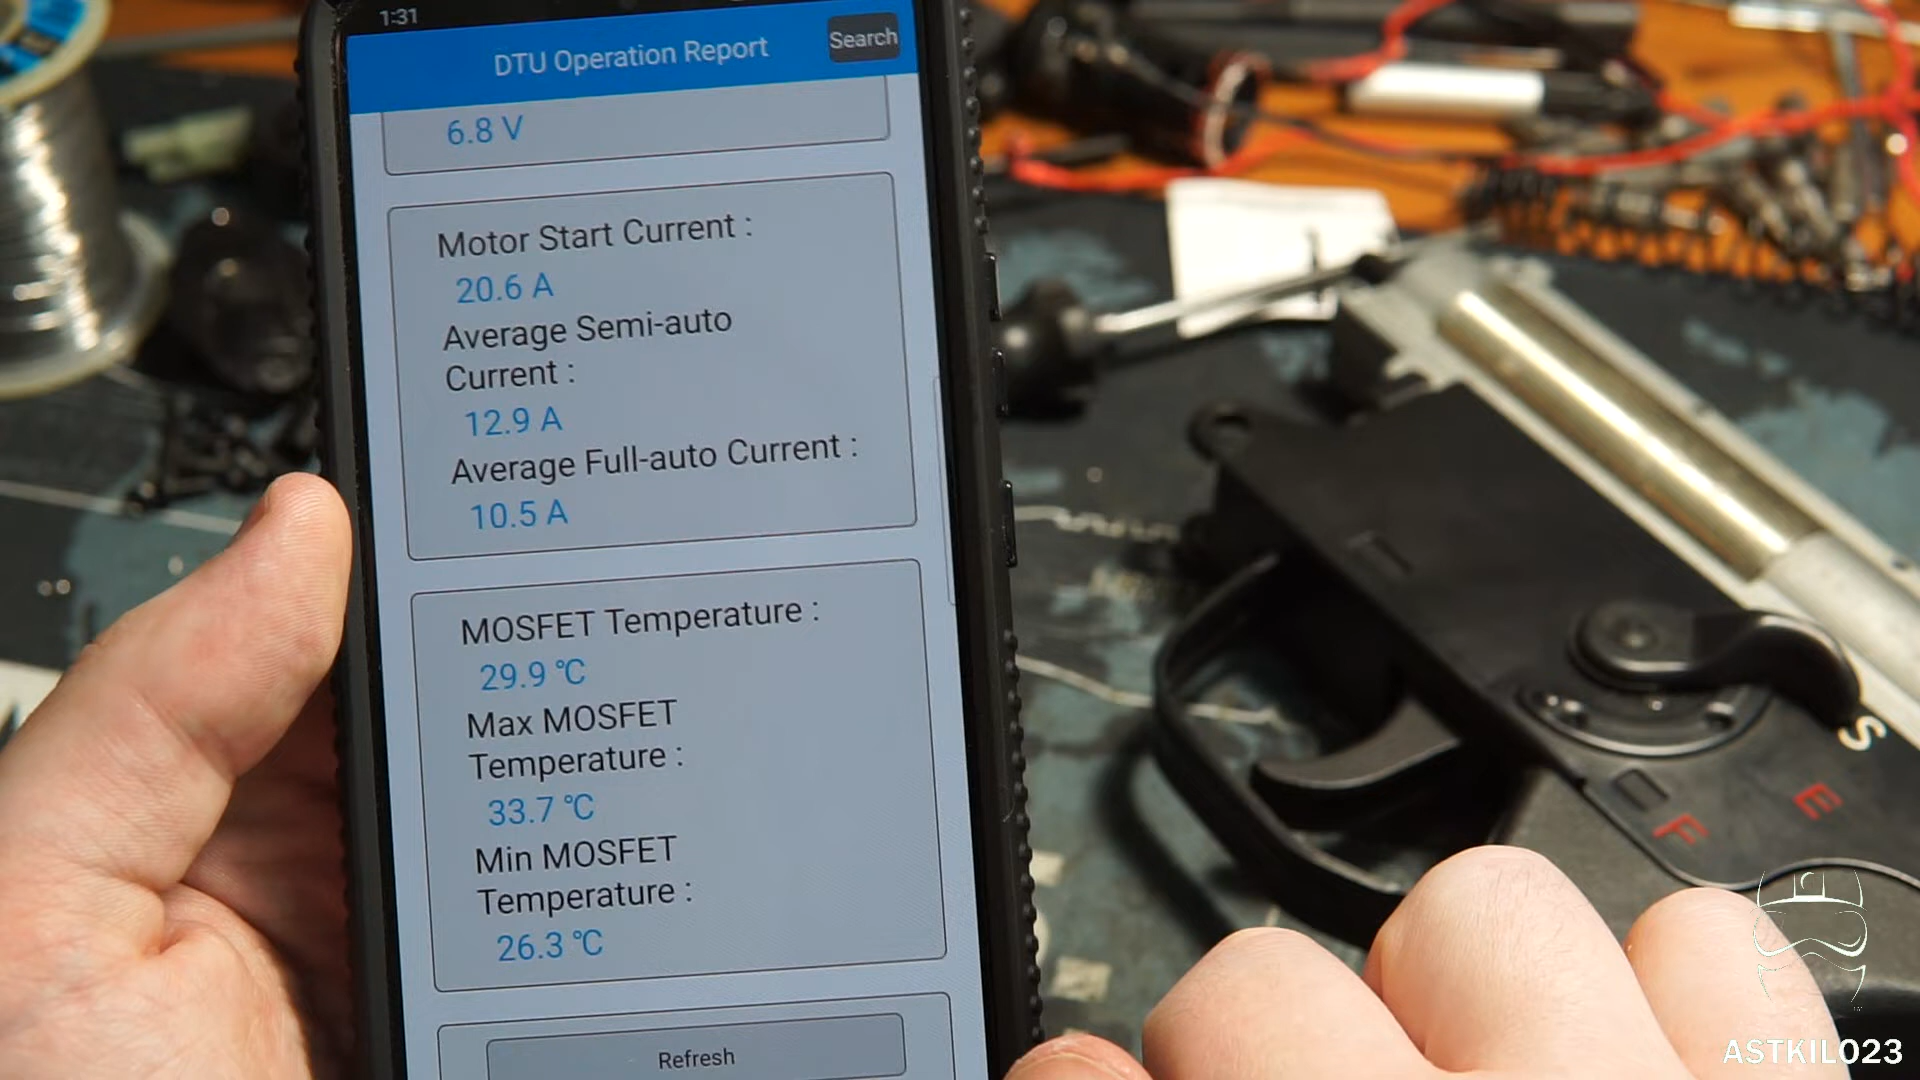 1:31
DTU Operation Report
Search
6.8 V
Motor Start Current :
20.6 A
Average Semi-auto
Current :
12.9 A
Average Full-auto Current :
10.5 A
MOSFET Temperature :
29.9 ℃
Max MOSFET
Temperature :
33.7 ℃
Min MOSFET
Temperature :
26.3 ℃
Refresh
S
E
F
ASTKILO23